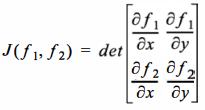 J(f₁, f₂) = det [ ∂f₁/∂x ∂f₁/∂y
∂f₂/∂x ∂f₂/∂y ]